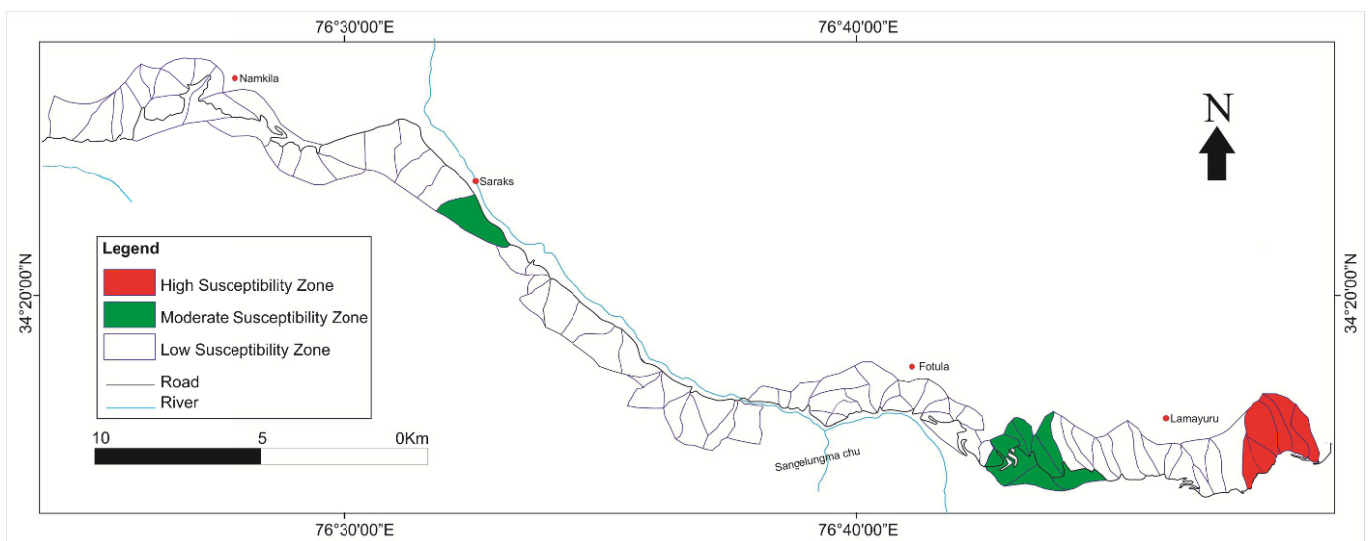 76°30'00"E 76°40'00"E
Namkila
N
Saraks
Legend
High Susceptibility Zone
Moderate Susceptibility Zone
Low Susceptibility Zone
Road
River
34°20'00"N 34°20'00"N
Fotula
Lamayuru
10 5 0Km
Sangelungma chu
76°30'00"E 76°40'00"E